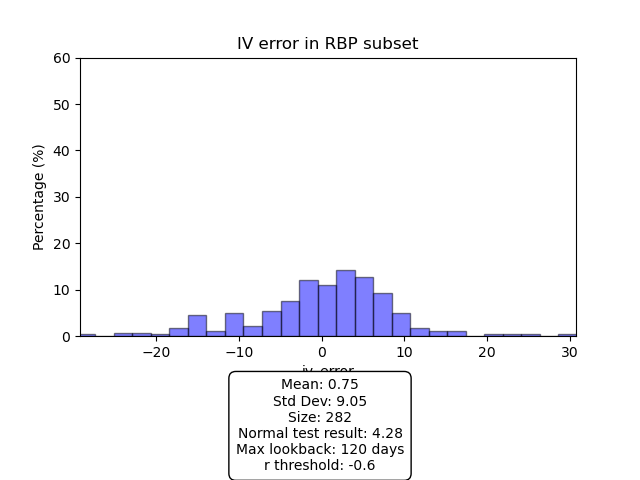 IV error in RBP subset
Percentage (%)
60
50
40
30
20
10
0
−20
−10
0
10
20
30
iv_error
Mean: 0.75
Std Dev: 9.05
Size: 282
Normal test result: 4.28
Max lookback: 120 days
r threshold: -0.6